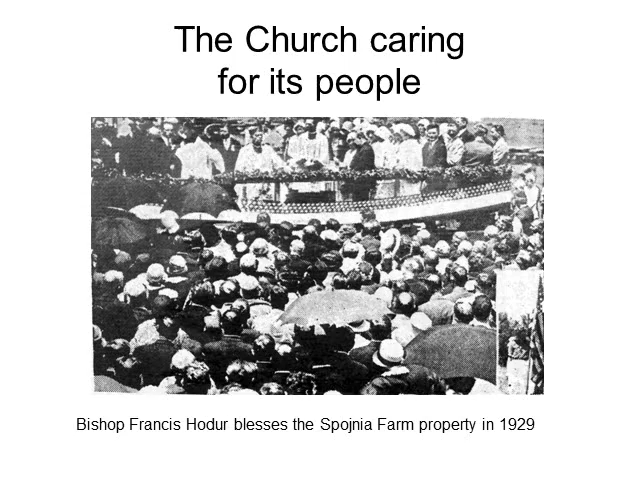 The Church caring
for its people
Bishop Francis Hodur blesses the Spojnia Farm property in 1929